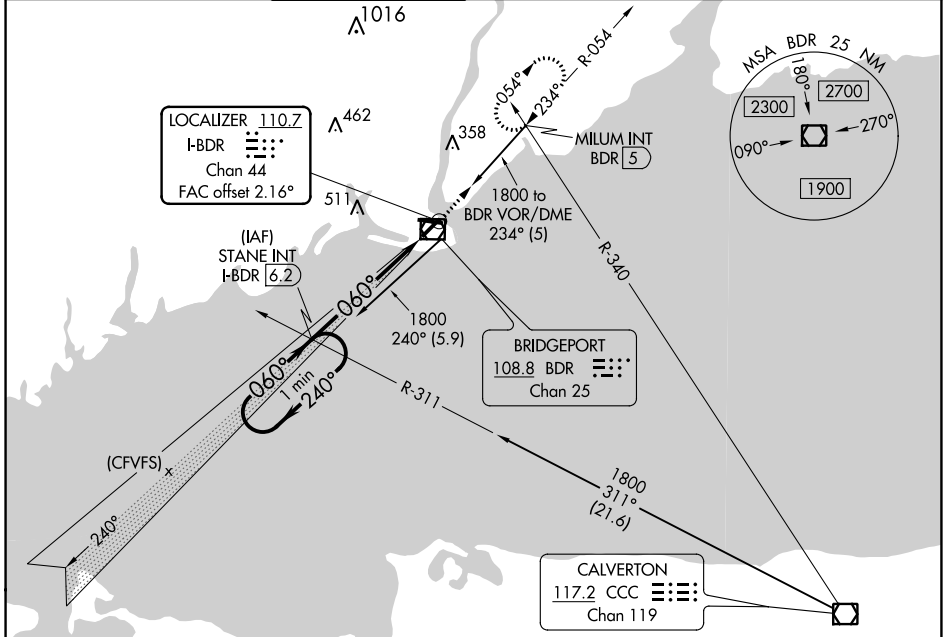 1016
R-054
054°
234°
MSA BDR 25 NM
180°
2300
2700
090°
270°
1900
LOCALIZER 110.7
I-BDR
Chan 44
FAC offset 2.16°
462
358
511
MILUM INT
BDR 5
1800 to
BDR VOR/DME
234° (5)
(IAF)
STANE INT
I-BDR 6.2
060°
1800
240° (5.9)
R-340
BRIDGEPORT
108.8 BDR
Chan 25
060°
1 min
240°
R-311
(CFVFS) x
240°
1800
311°
(21.6)
CALVERTON
117.2 CCC
Chan 119